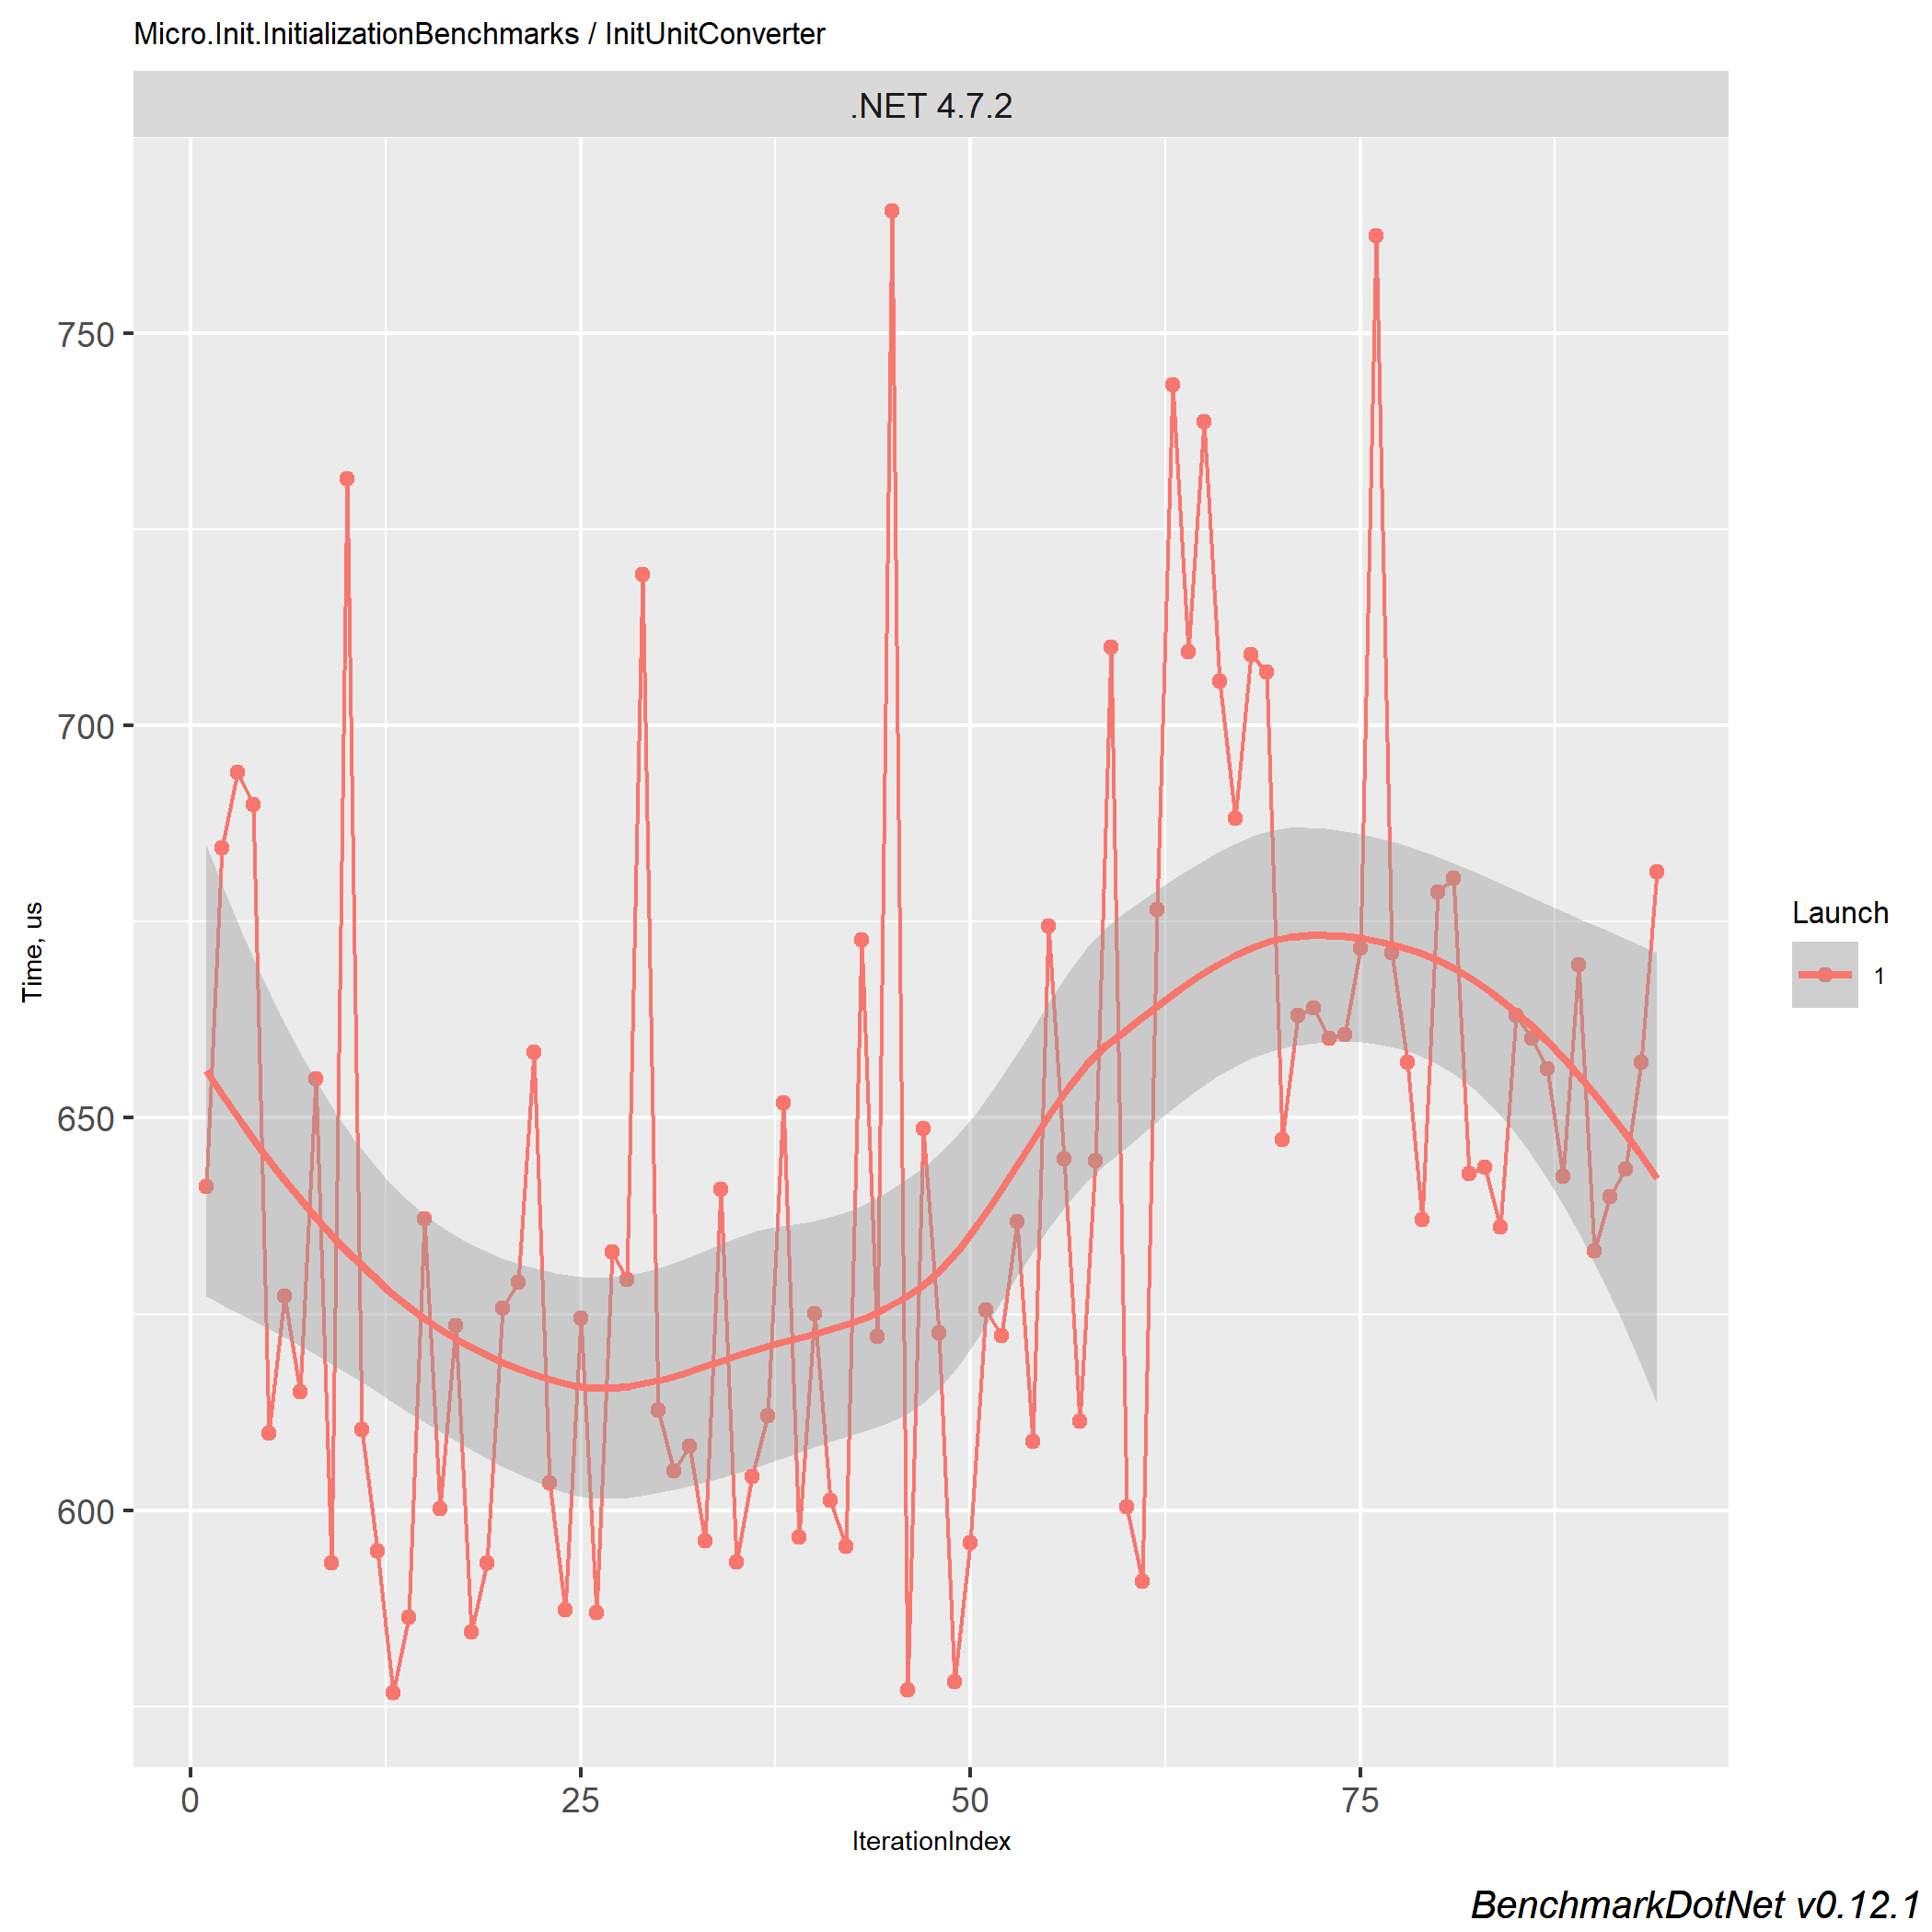 Micro.Init.InitializationBenchmarks / InitUnitConverter
.NET 4.7.2
750
700
650
600
Time, us
0 25 50 75
IterationIndex
Launch
1
BenchmarkDotNet v0.12.1